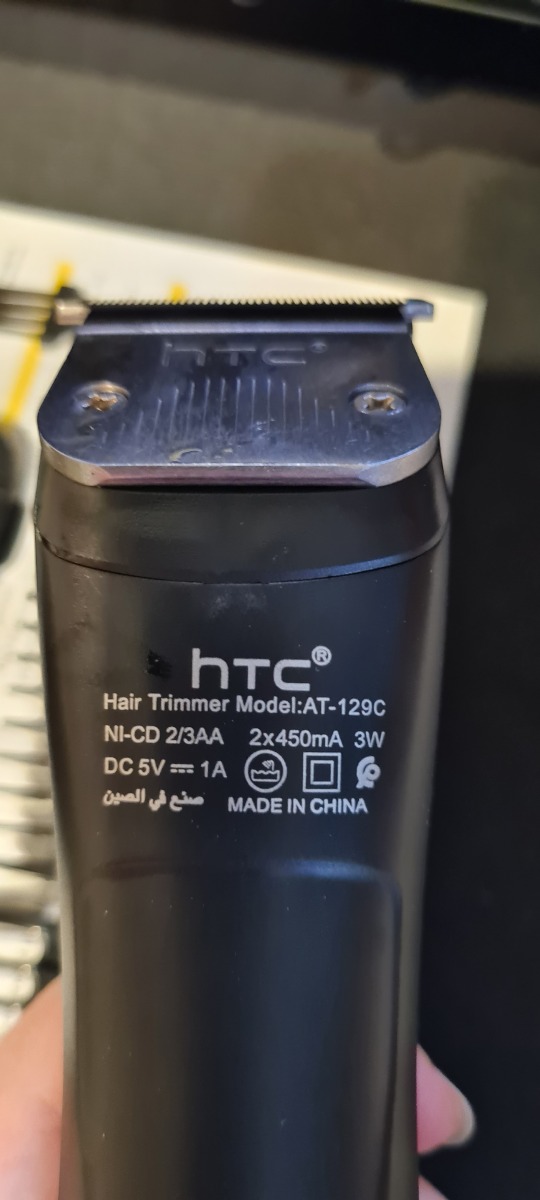 hTC®
hTC®
Hair Trimmer Model:AT-129C
NI-CD 2/3AA 2x450mA 3W
DC 5V⎓1A
صنع في الصين MADE IN CHINA